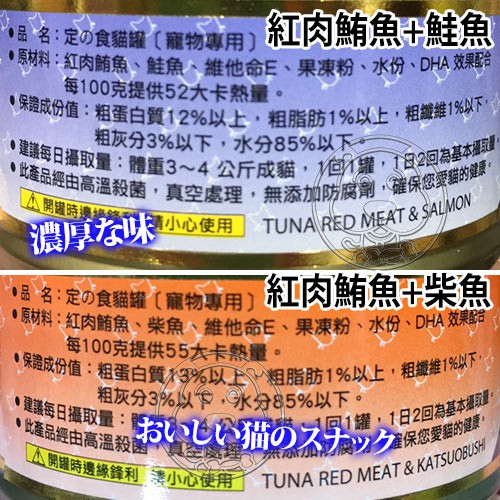 紅肉鮪魚+鮭魚
●品　名：定の食貓罐〔寵物專用〕
●原材料：紅肉鮪魚、鮭魚、維他命E、果凍粉、水份、DHA 效果配合
每100克提供52大卡熱量。
●保證成份值：粗蛋白質12%以上，粗脂肪1%以上，粗纖維1%以下，
粗灰分3%以下，水分85%以下。
●建議每日攝取量：體重3~4 公斤成貓，1回1罐，1日2回為基本攝取量。
●此產品經由高溫殺菌，真空處理，無添加防腐劑，確保您愛貓的健康。
開罐時邊緣鋒利 請小心使用
TUNA RED MEAT & SALMON
濃厚な味
紅肉鮪魚+柴魚
●品　名：定の食貓罐〔寵物專用〕
●原材料：紅肉鮪魚、柴魚、維他命E、果凍粉、水份、DHA 效果配合
每100克提供55大卡熱量。
●保證成份值：粗蛋白質13%以上，粗脂肪1%以上，粗纖維1%以下，
粗灰分3%以下，水分85%以下。
建議每日攝取量：體重 1回1罐，1日2回為基本攝取量。
●此產品經由高溫殺菌 確保您愛貓的健康
おいしい猫のスナック
開罐時邊緣鋒利 請小心使用
TUNA RED MEAT & KATSUOBUSHI